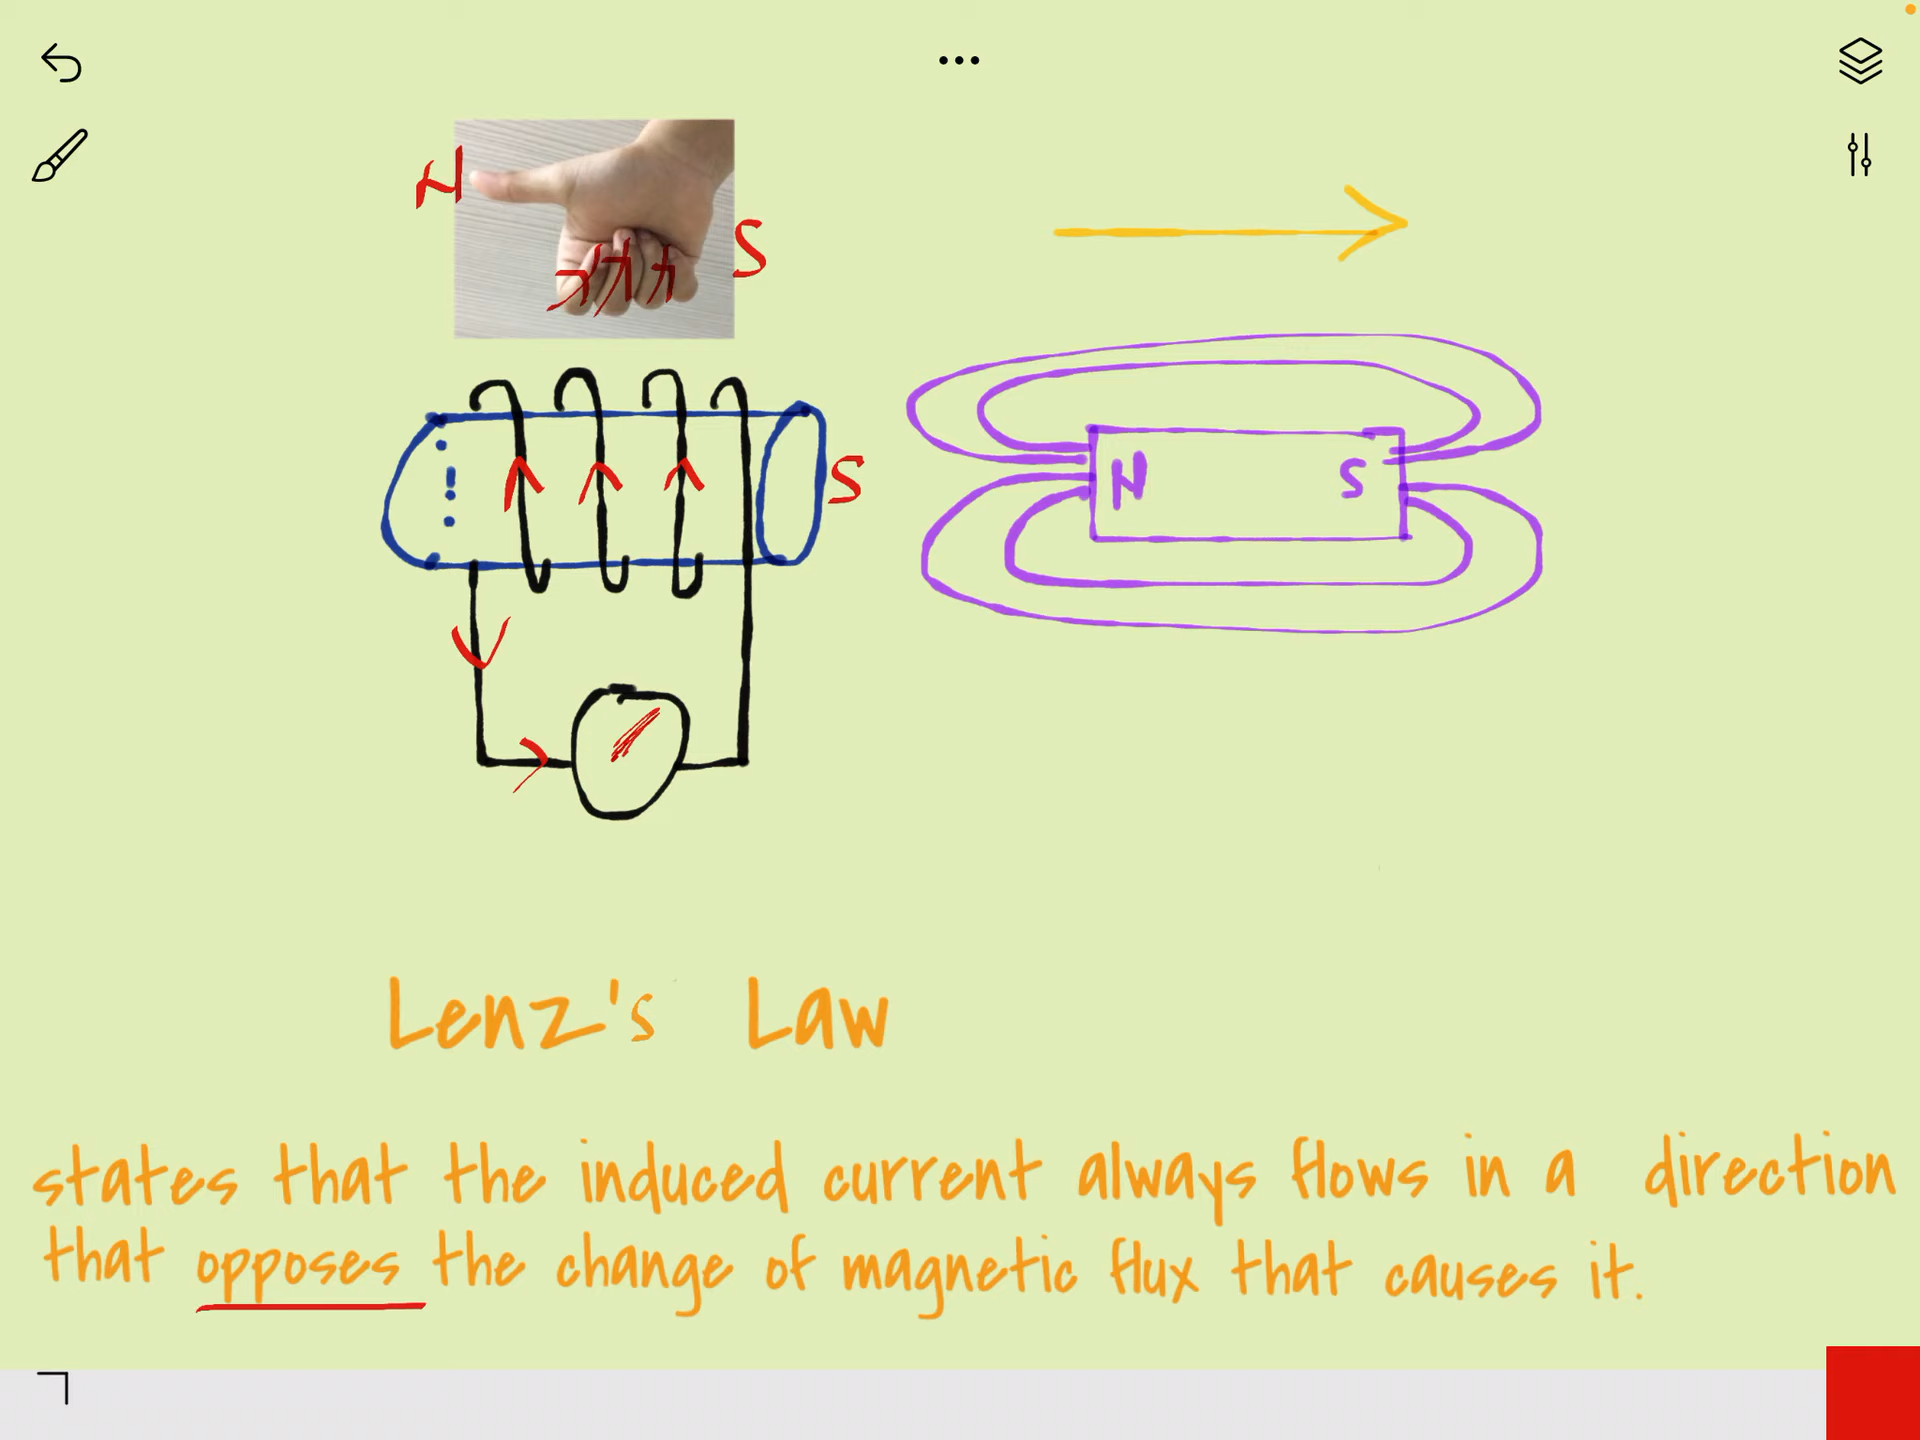 N
S
S
N S
Lenz's Law
states that the induced current always flows in a direction
that opposes the change of magnetic flux that causes it.